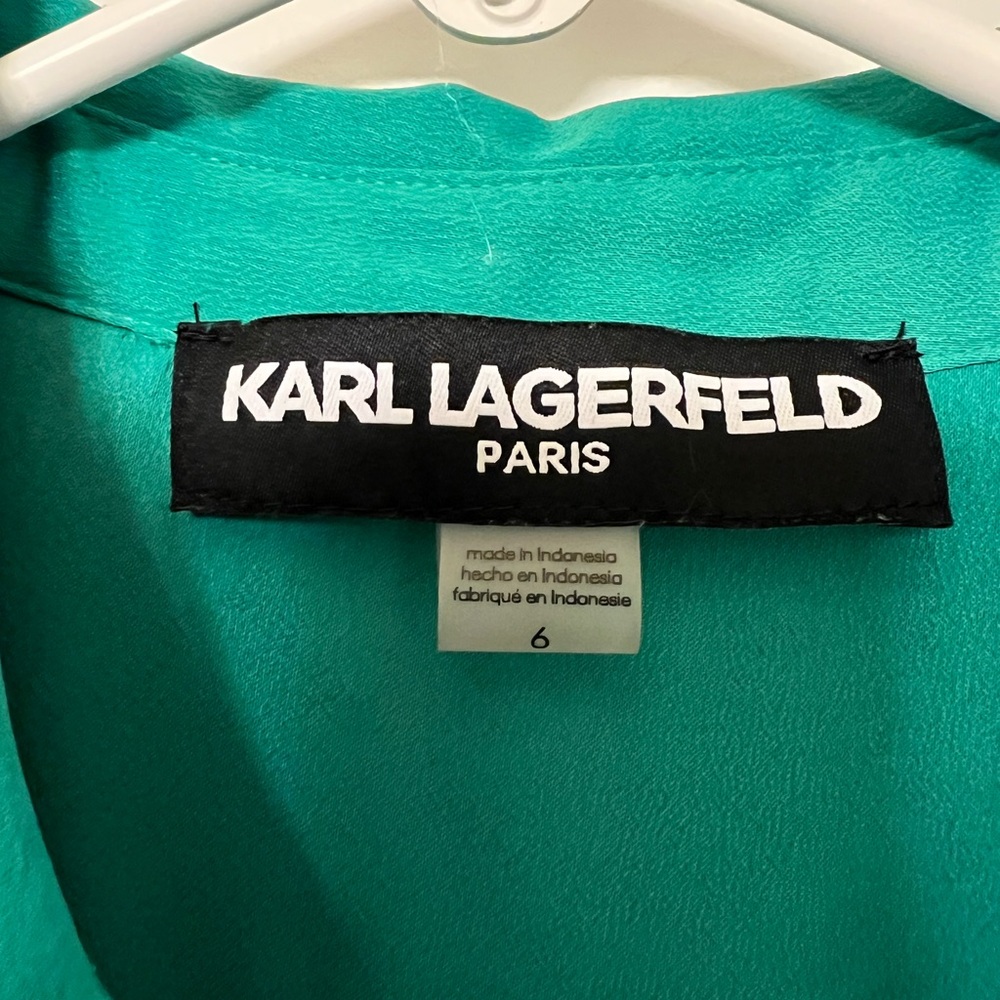 KARL LAGERFELD
PARIS
made in Indonesia
hecho en Indonesia
fabriqué en Indonesie
6